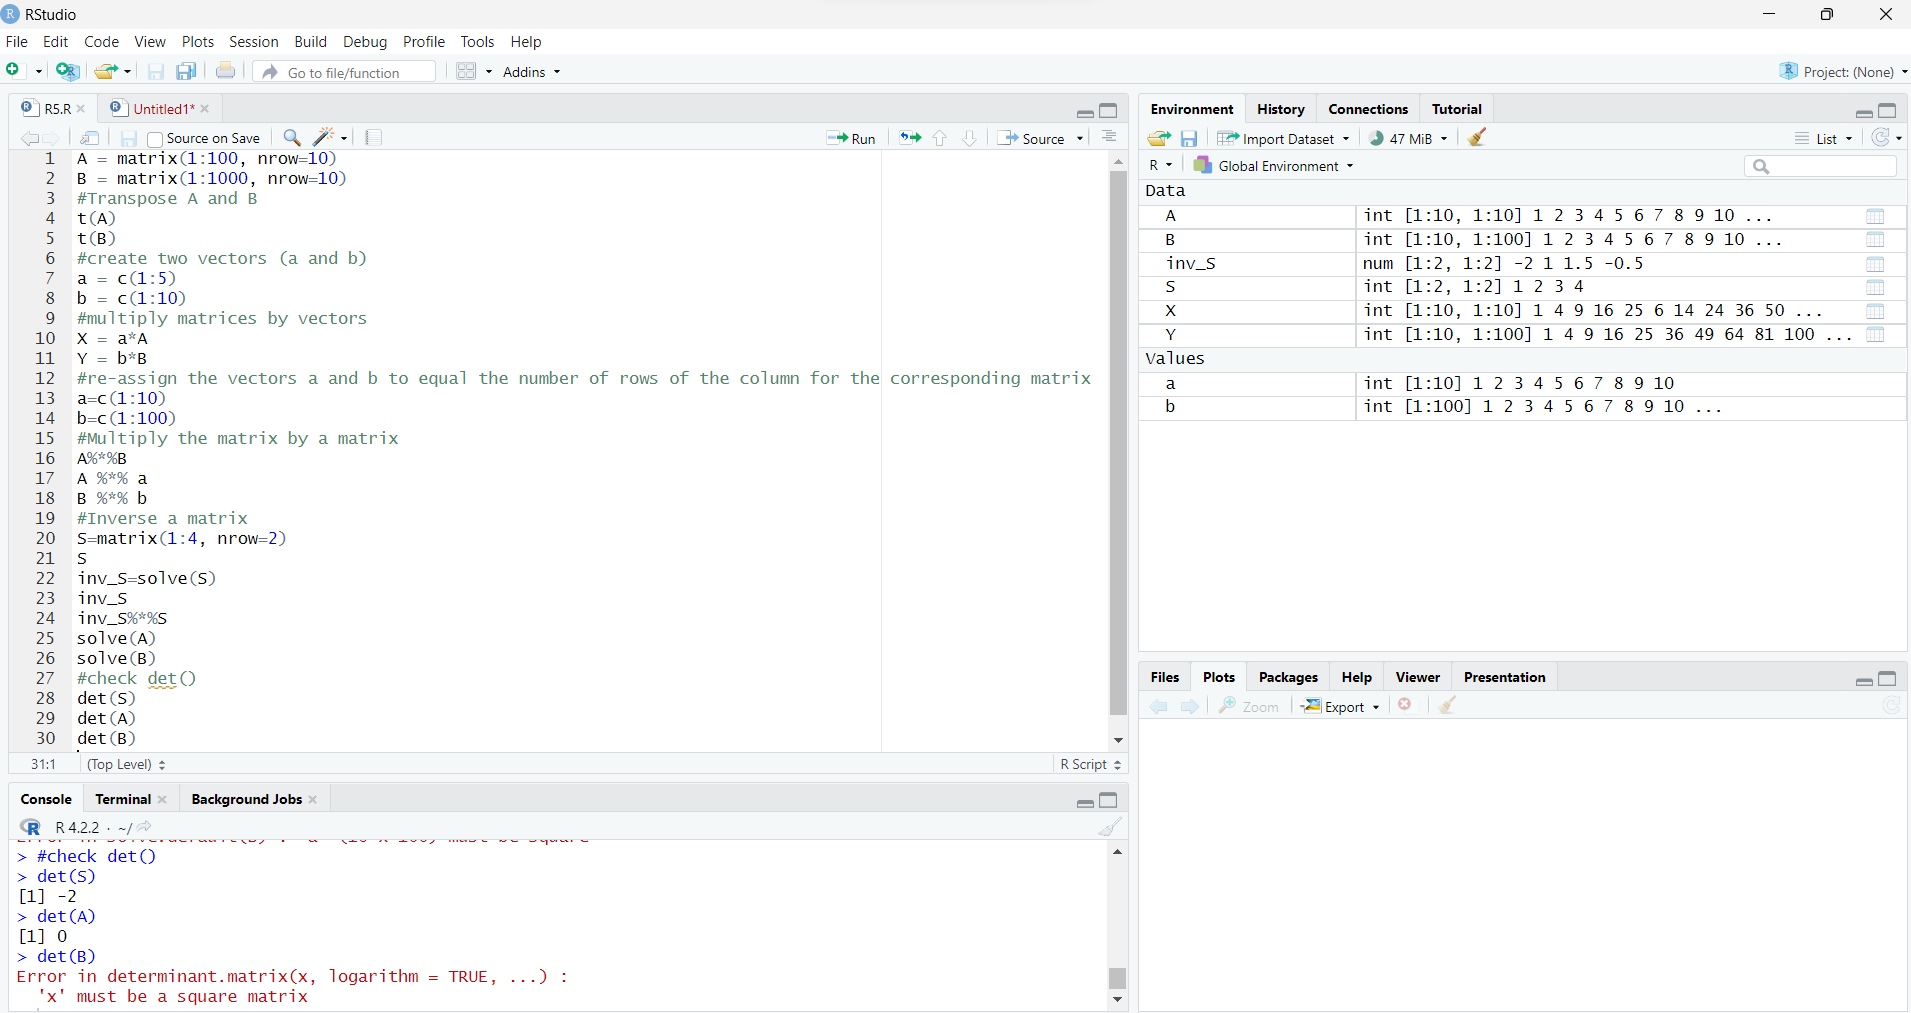 RStudio
File Edit Code View Plots Session Build Debug Profile Tools Help
Go to file/function Addins Project: (None)
R5.R Untitled1*
Source on Save Run Source
1 A = matrix(1:100, nrow=10)
2 B = matrix(1:1000, nrow=10)
3 #Transpose A and B
4 t(A)
5 t(B)
6 #create two vectors (a and b)
7 a = c(1:5)
8 b = c(1:10)
9 #multiply matrices by vectors
10 X = a*A
11 Y = b*B
12 #re-assign the vectors a and b to equal the number of rows of the column for the corresponding matrix
13 a=c(1:10)
14 b=c(1:100)
15 #Multiply the matrix by a matrix
16 A%*%B
17 A %*% a
18 B %*% b
19 #Inverse a matrix
20 S=matrix(1:4, nrow=2)
21 S
22 inv_S=solve(S)
23 inv_S
24 inv_S%*%S
25 solve(A)
26 solve(B)
27 #check det()
28 det(S)
29 det(A)
30 det(B)
31:1 (Top Level) R Script
Console Terminal Background Jobs
R 4.2.2 · ~/
> #check det()
> det(S)
[1] -2
> det(A)
[1] 0
> det(B)
Error in determinant.matrix(x, logarithm = TRUE, ...) :
'x' must be a square matrix
Environment History Connections Tutorial
Import Dataset 47 MiB List
R Global Environment
Data
A int [1:10, 1:10] 1 2 3 4 5 6 7 8 9 10 ...
B int [1:10, 1:100] 1 2 3 4 5 6 7 8 9 10 ...
inv_S num [1:2, 1:2] -2 1 1.5 -0.5
S int [1:2, 1:2] 1 2 3 4
X int [1:10, 1:10] 1 4 9 16 25 6 14 24 36 50 ...
Y int [1:10, 1:100] 1 4 9 16 25 36 49 64 81 100 ...
Values
a int [1:10] 1 2 3 4 5 6 7 8 9 10
b int [1:100] 1 2 3 4 5 6 7 8 9 10 ...
Files Plots Packages Help Viewer Presentation
Zoom Export